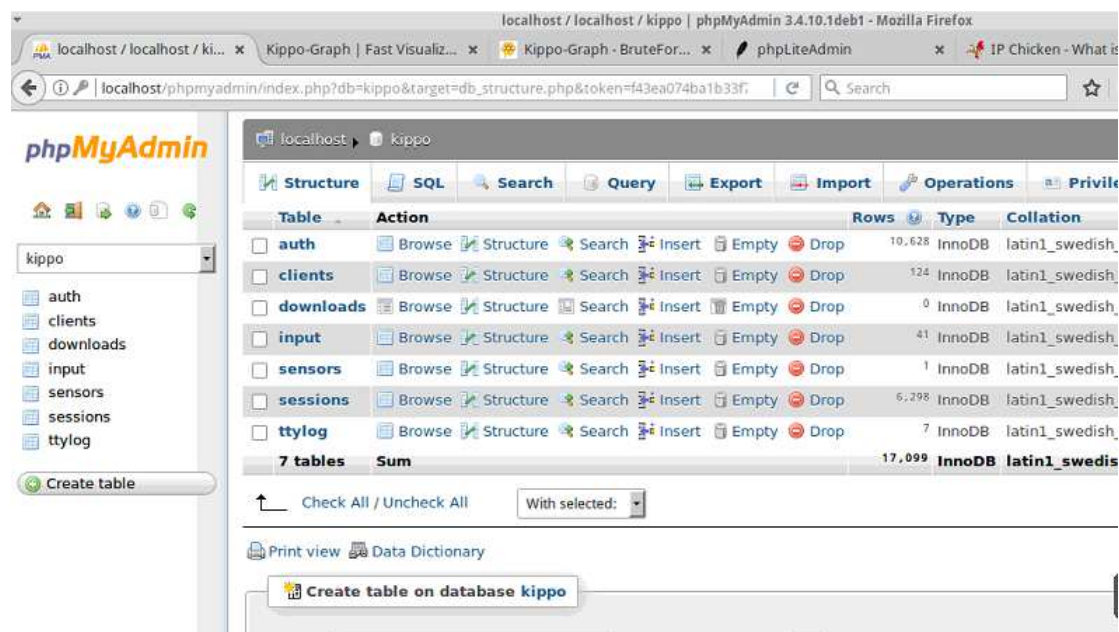 localhost / localhost / kippo | phpMyAdmin 3.4.10.1deb1 - Mozilla Firefox
localhost / localhost / ki... × Kippo-Graph | Fast Visualiz... × Kippo-Graph - BruteFor... × phpLiteAdmin × IP Chicken - What is
localhost/phpmyadmin/index.php?db=kippo&target=db_structure.php&token=f43ea074ba1b33f Search
phpMyAdmin
localhost kippo
Structure SQL Search Query Export Import Operations Privile
kippo
auth
clients
downloads
input
sensors
sessions
ttylog
Create table
Table Action Rows Type Collation
auth Browse Structure Search Insert Empty Drop 10,628 InnoDB latin1_swedish_
clients Browse Structure Search Insert Empty Drop 124 InnoDB latin1_swedish_
downloads Browse Structure Search Insert Empty Drop 0 InnoDB latin1_swedish_
input Browse Structure Search Insert Empty Drop 41 InnoDB latin1_swedish_
sensors Browse Structure Search Insert Empty Drop 1 InnoDB latin1_swedish_
sessions Browse Structure Search Insert Empty Drop 6,298 InnoDB latin1_swedish_
ttylog Browse Structure Search Insert Empty Drop 7 InnoDB latin1_swedish_
7 tables Sum 17,099 InnoDB latin1_swedis
Check All / Uncheck All With selected:
Print view Data Dictionary
Create table on database kippo